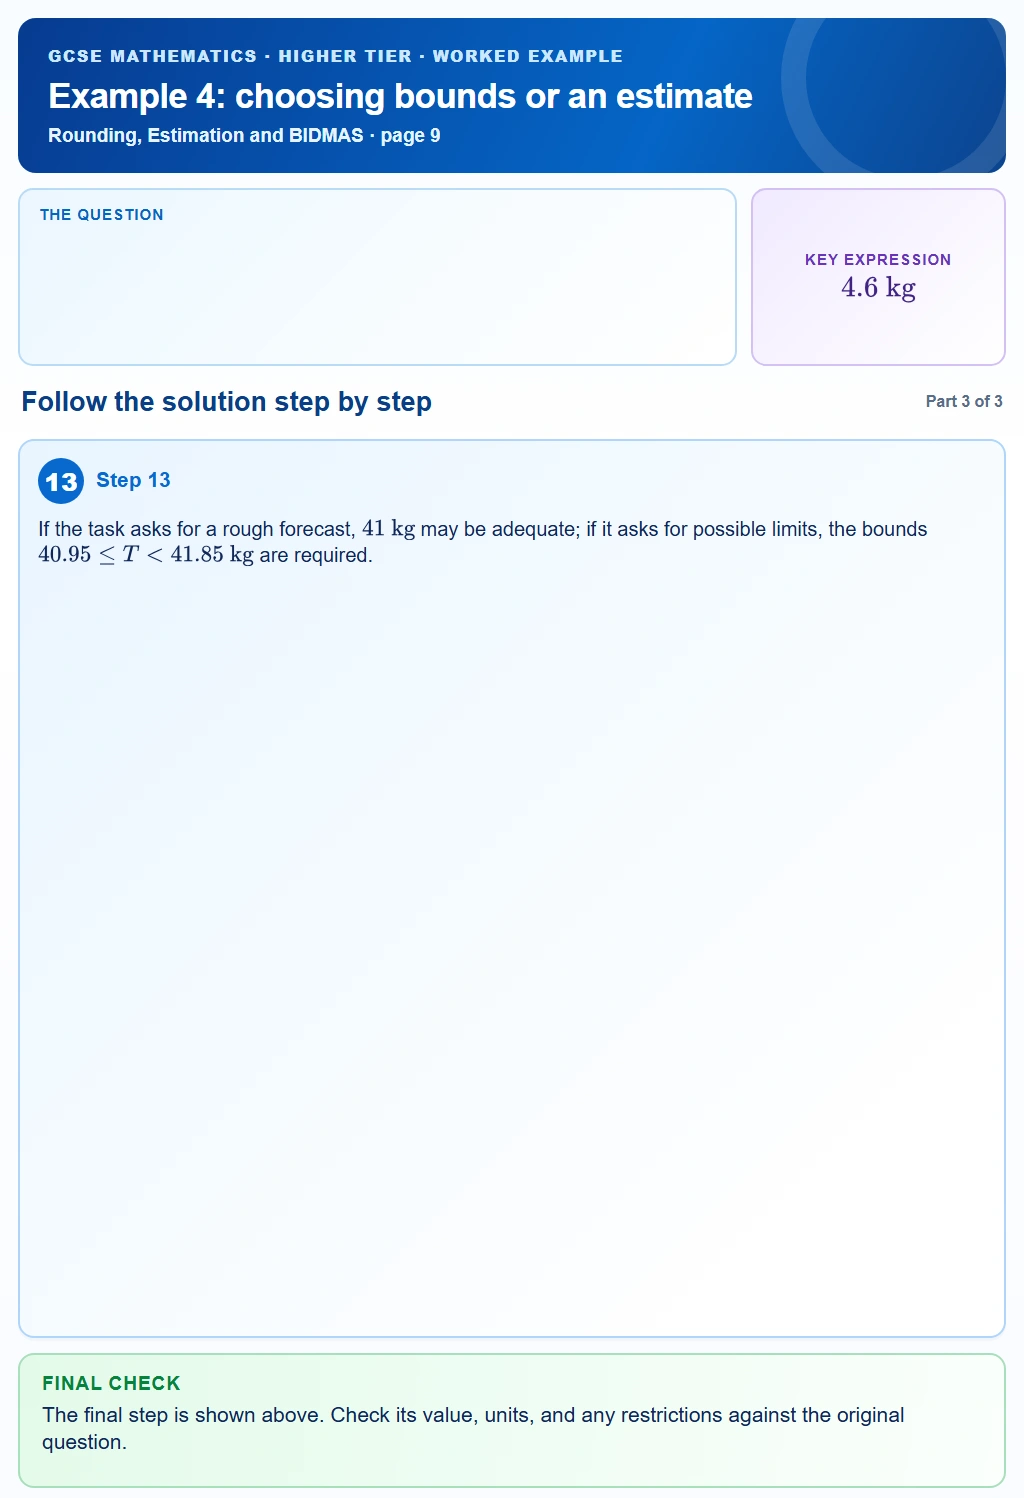 GCSE MATHEMATICS · HIGHER TIER · WORKED EXAMPLE
Example 4: choosing bounds or an estimate
Rounding, Estimation and BIDMAS · page 9
THE QUESTION
KEY EXPRESSION
4.6 kg
Follow the solution step by step
Part 3 of 3
13 Step 13
If the task asks for a rough forecast, 41 kg may be adequate; if it asks for possible limits, the bounds
40.95 ≤ T < 41.85 kg are required.
FINAL CHECK
The final step is shown above. Check its value, units, and any restrictions against the original
question.